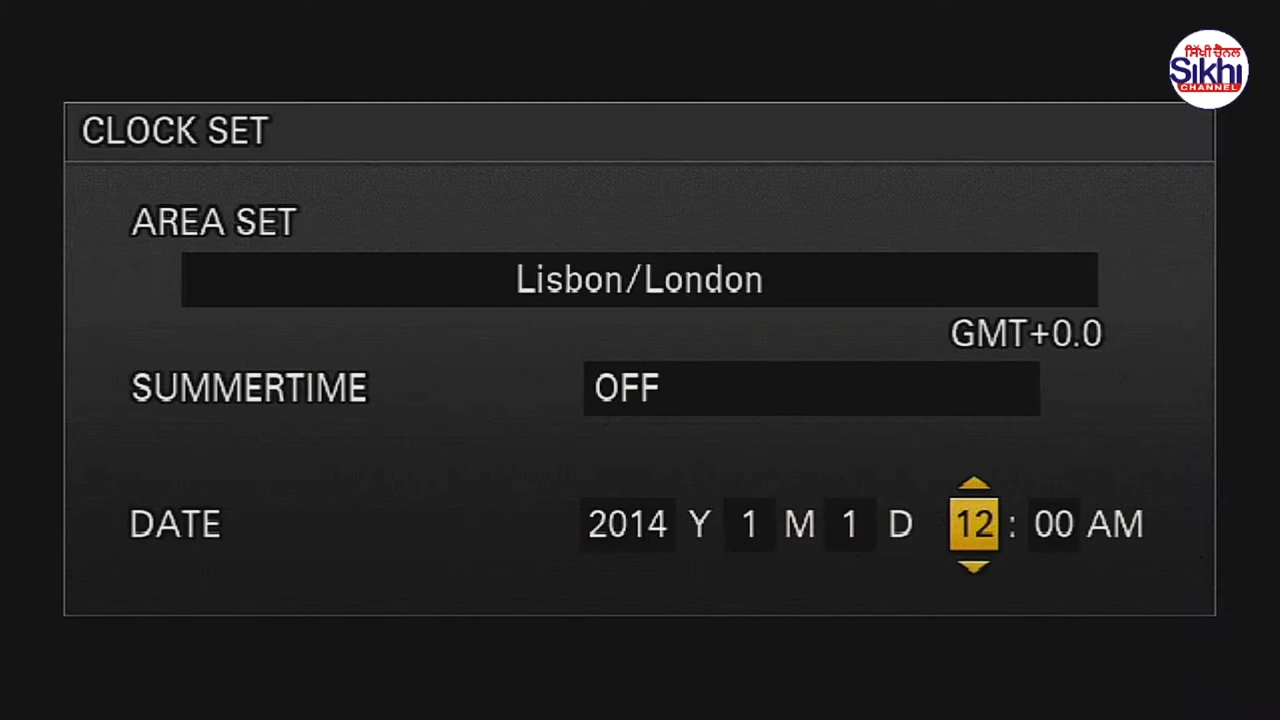 ਸਿੱਖੀ ਚੈਨਲ
Sikhi
CHANNEL
CLOCK SET
AREA SET
Lisbon/London
GMT+0.0
SUMMERTIME OFF
DATE 2014 Y 1 M 1 D 12 : 00 AM